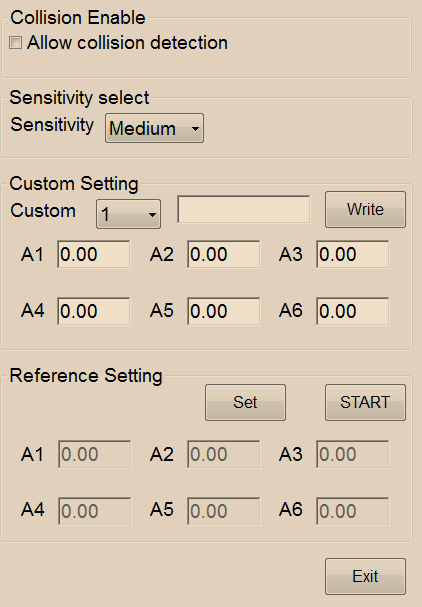 Collision Enable
Allow collision detection
Sensitivity select
Sensitivity Medium
Custom Setting
Custom 1 Write
A1 0.00 A2 0.00 A3 0.00
A4 0.00 A5 0.00 A6 0.00
Reference Setting
Set START
A1 0.00 A2 0.00 A3 0.00
A4 0.00 A5 0.00 A6 0.00
Exit